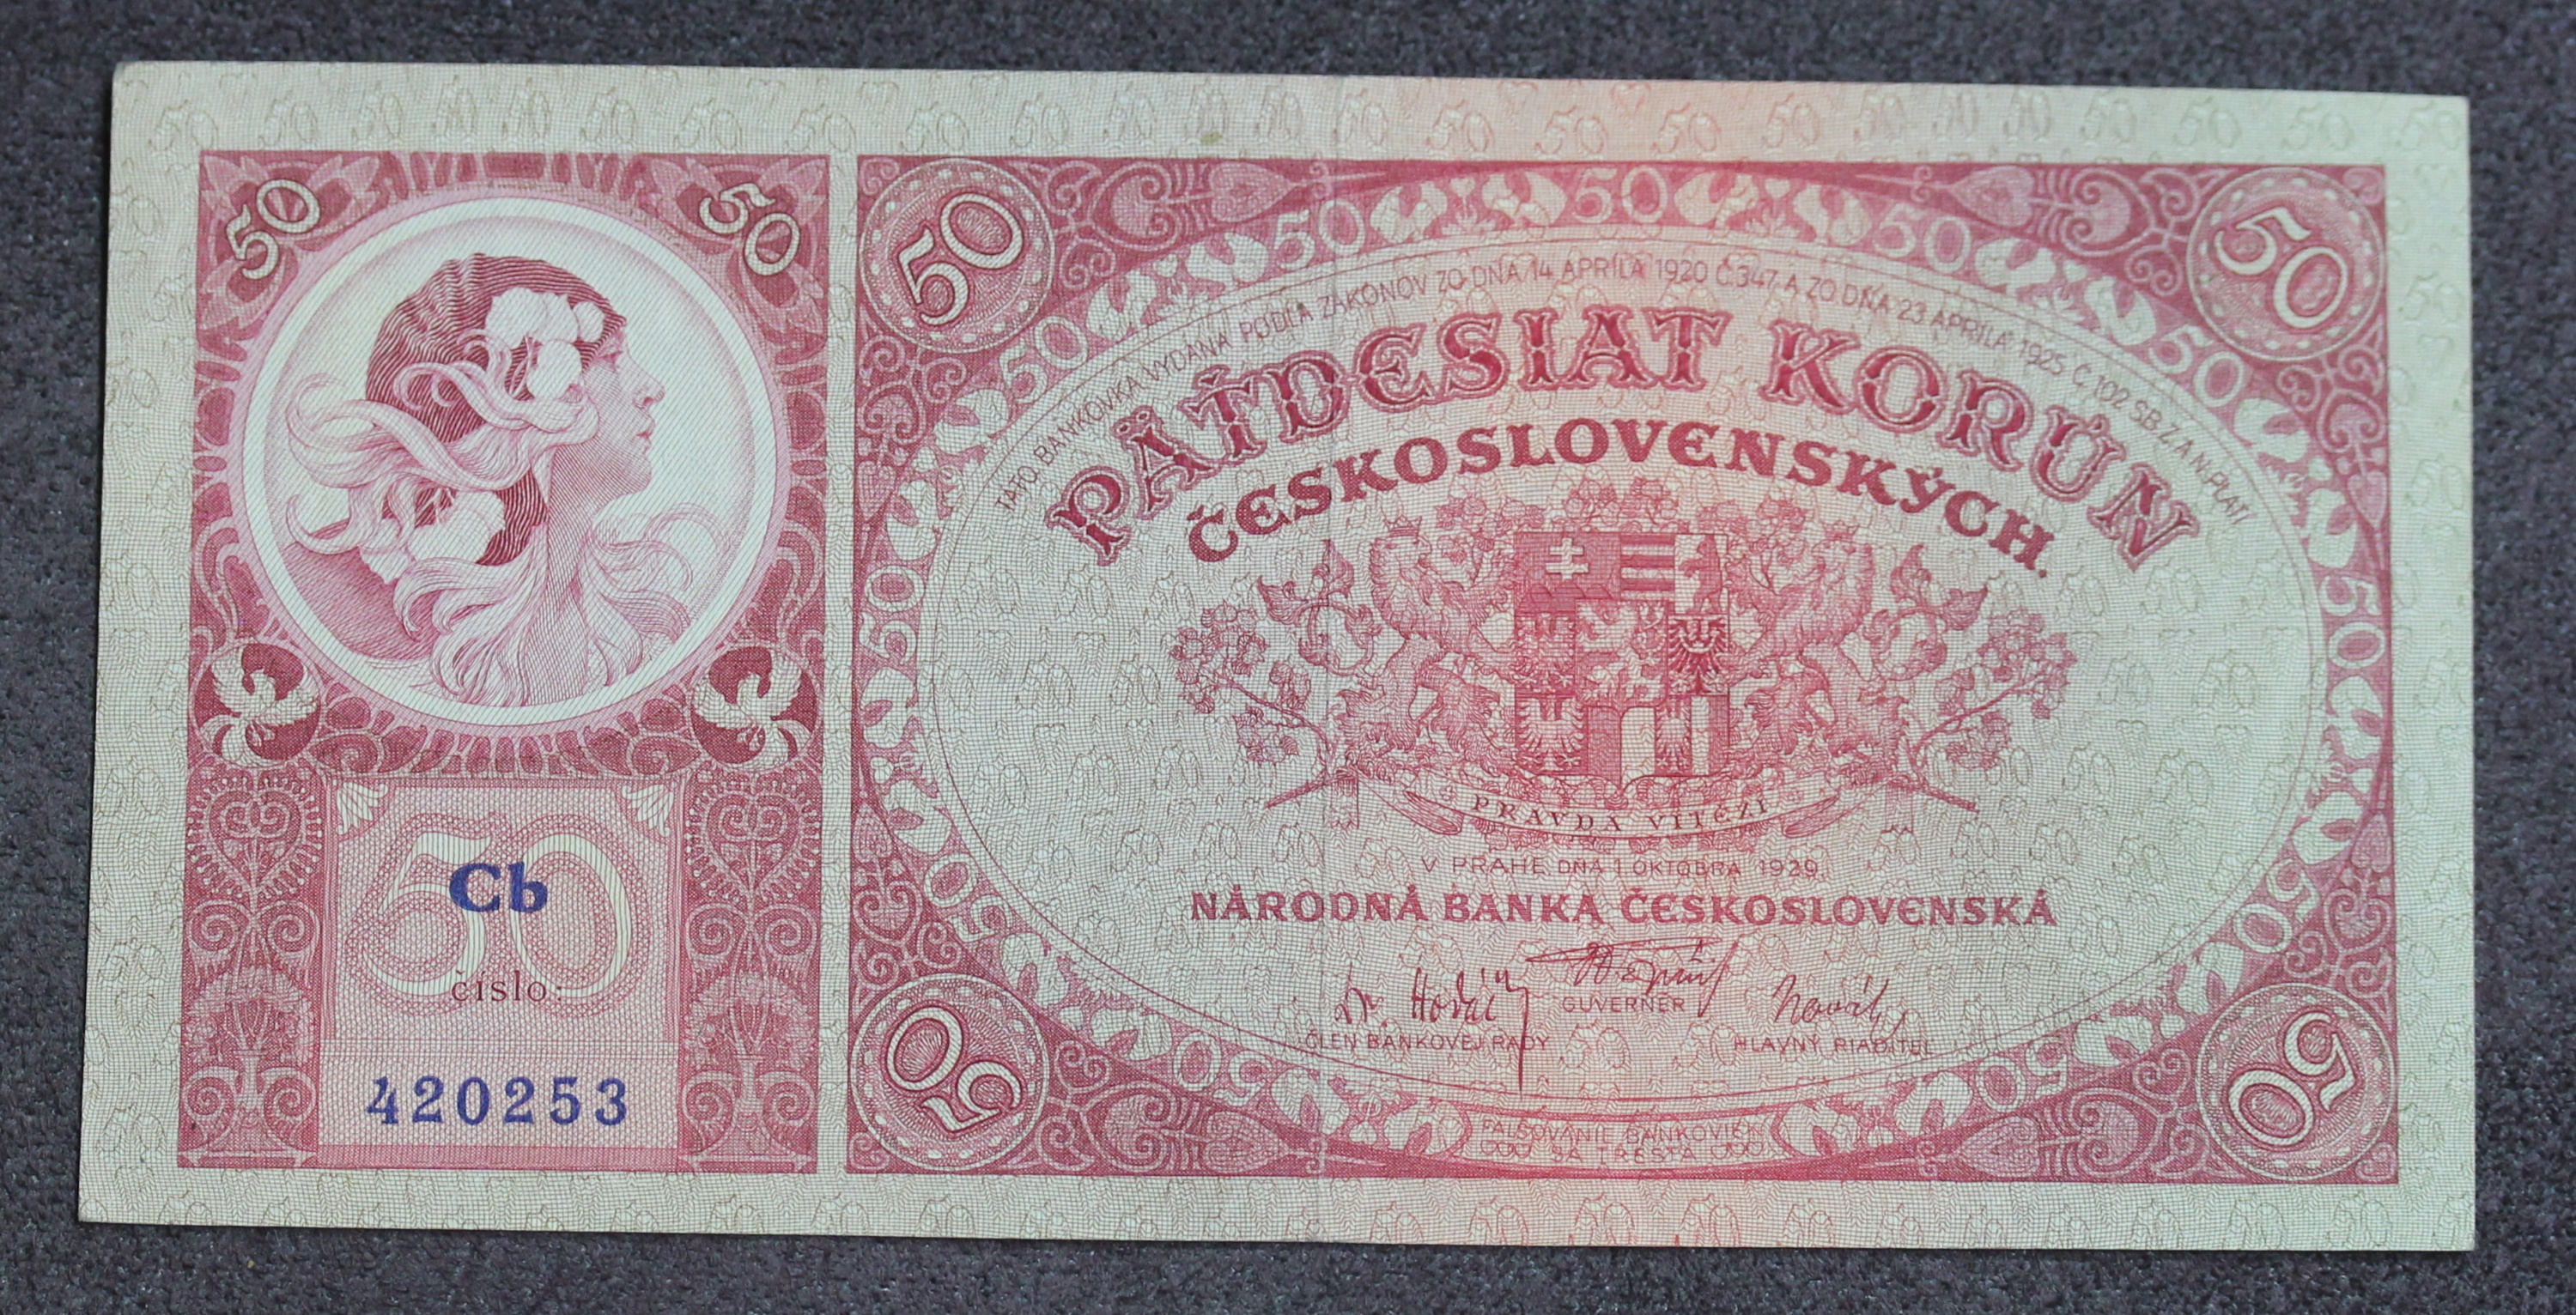 50 50
Cb
50
číslo:
420253
50 50
TÁTO BANKOVKA VYDANÁ PODĽA ZÁKONOV ZO DŇA 14 APRÍLA 1920 Č.347 A ZO DŇA 23 APRÍLA 1925 Č.102 SB.Z.A N.PLATÍ
PÄŤDESIAT KORÚN
ČESKOSLOVENSKÝCH.
PRAVDA VÍTĚZÍ
V PRAHE DŇA 1 OKTOBRA 1929.
NÁRODNÁ BANKA ČESKOSLOVENSKÁ
GUVERNÉR
ČLEN BANKOVEJ RADY
HLAVNÝ RIADITEĽ
50 50
FALŠOVANIE BANKOVIEK
SA TRESTÁ